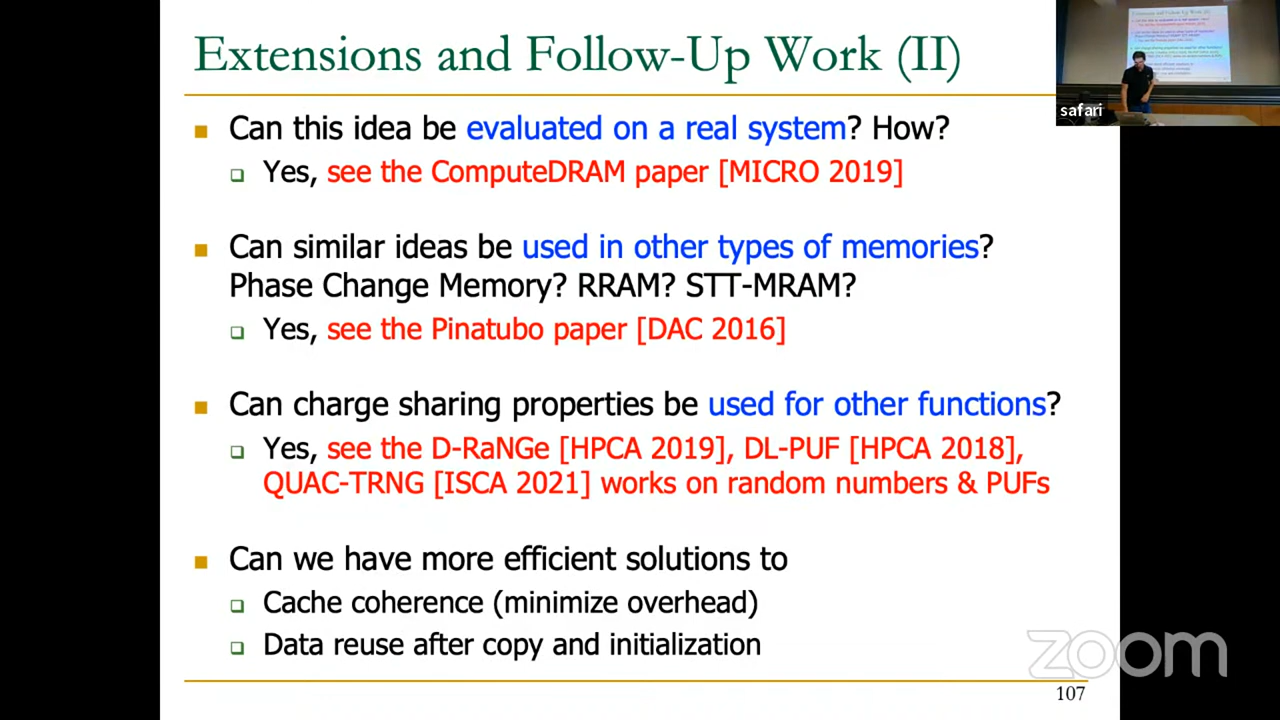 Extensions and Follow-Up Work (II)
Can this idea be evaluated on a real system? How?
Yes, see the ComputeDRAM paper [MICRO 2019]
Can similar ideas be used in other types of memories?
Phase Change Memory? RRAM? STT-MRAM?
Yes, see the Pinatubo paper [DAC 2016]
Can charge sharing properties be used for other functions?
Yes, see the D-RaNGe [HPCA 2019], DL-PUF [HPCA 2018],
QUAC-TRNG [ISCA 2021] works on random numbers & PUFs
Can we have more efficient solutions to
Cache coherence (minimize overhead)
Data reuse after copy and initialization
107
safari
zoom